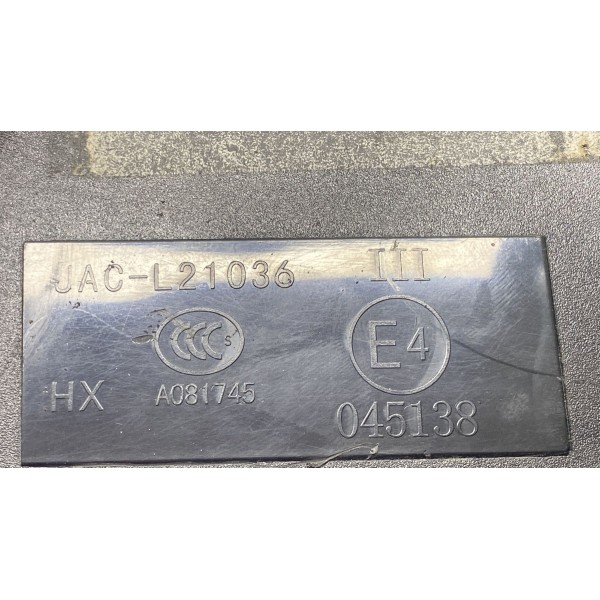 JAC-L21036 III
CCC S E4
HX A081745 045138